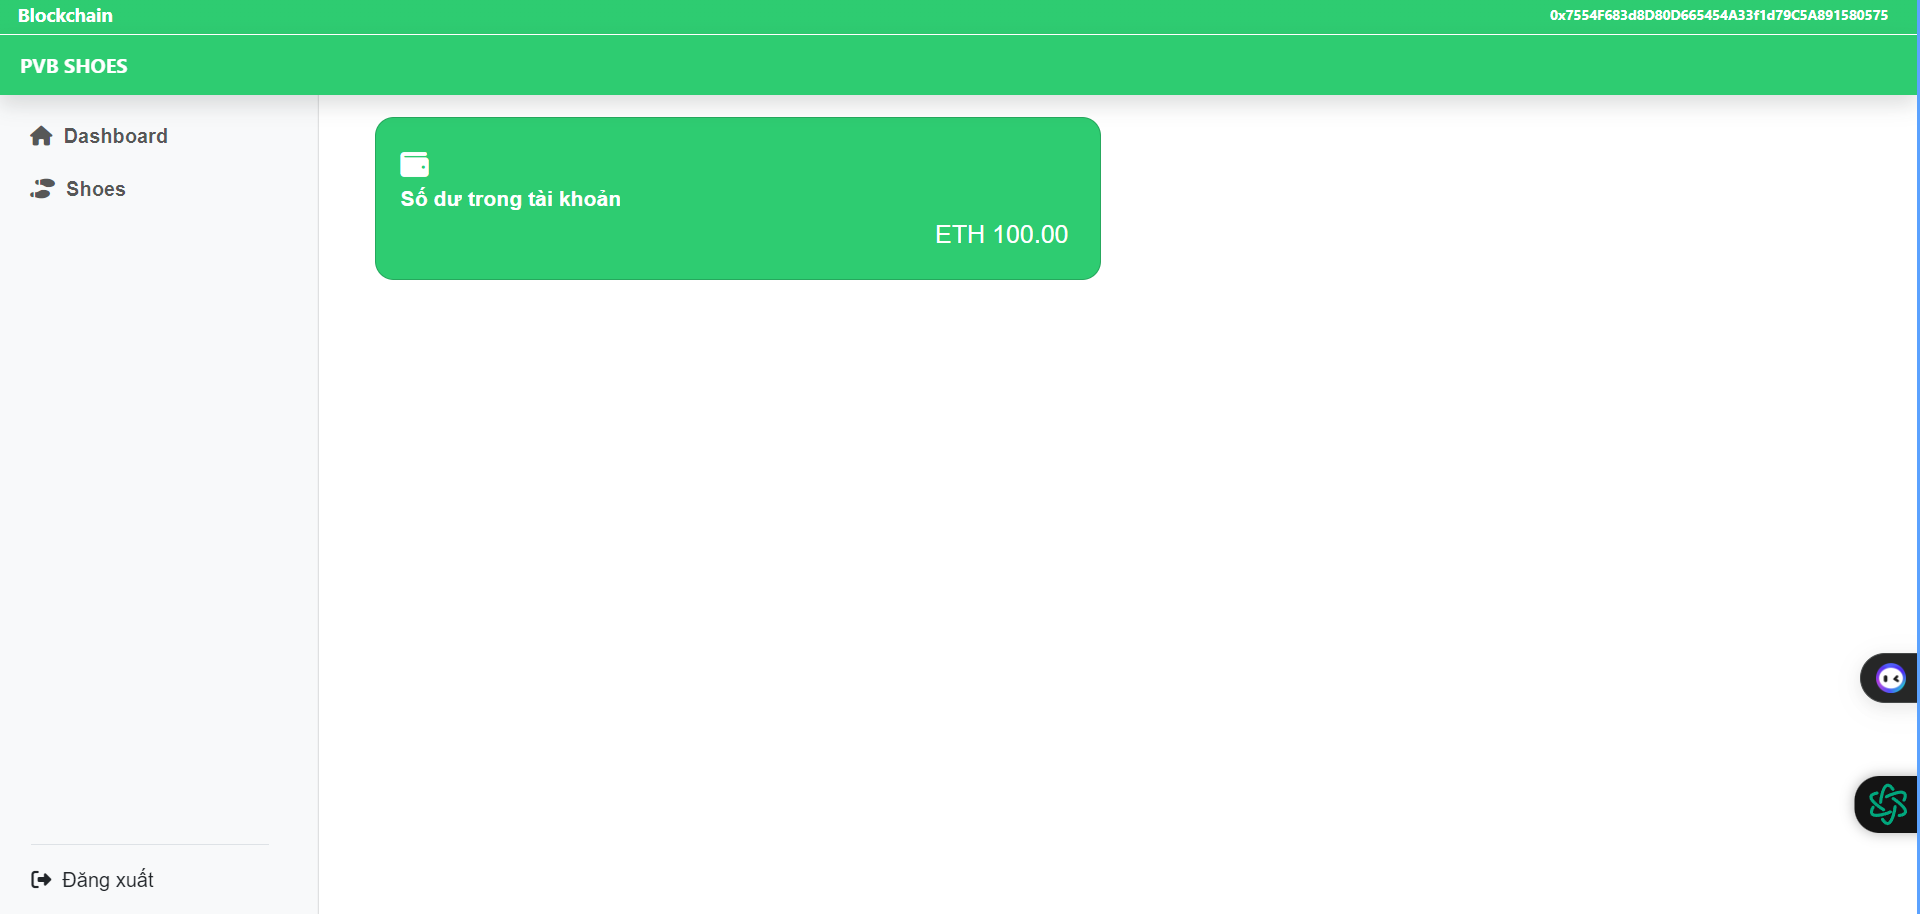 Blockchain
0x7554F683d8D80D665454A33f1d79C5A891580575
PVB SHOES
Dashboard
Shoes
Số dư trong tài khoản
ETH 100.00
Đăng xuất